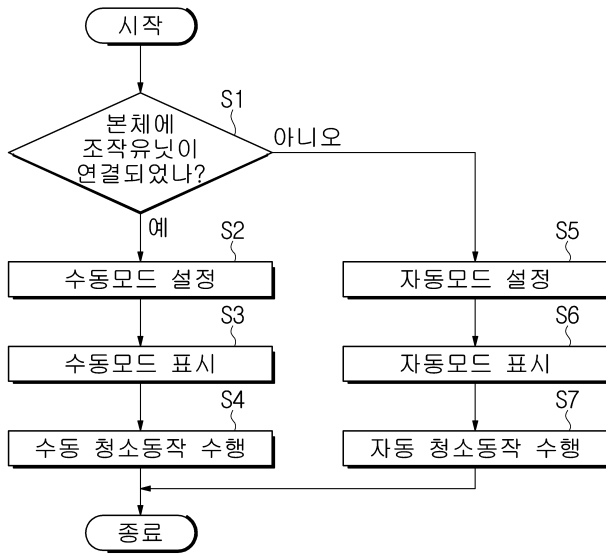 시작
S1
본체에
조작유닛이
연결되었나?
아니오
예
S2
수동모드 설정
S5
자동모드 설정
S3
수동모드 표시
S6
자동모드 표시
S4
수동 청소동작 수행
S7
자동 청소동작 수행
종료